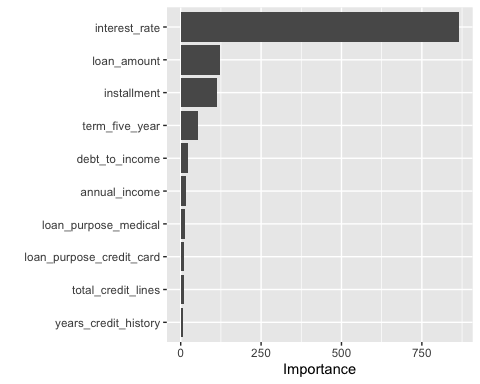 interest_rate
loan_amount
installment
term_five_year
debt_to_income
annual_income
loan_purpose_medical
loan_purpose_credit_card
total_credit_lines
years_credit_history
0 250 500 750
Importance